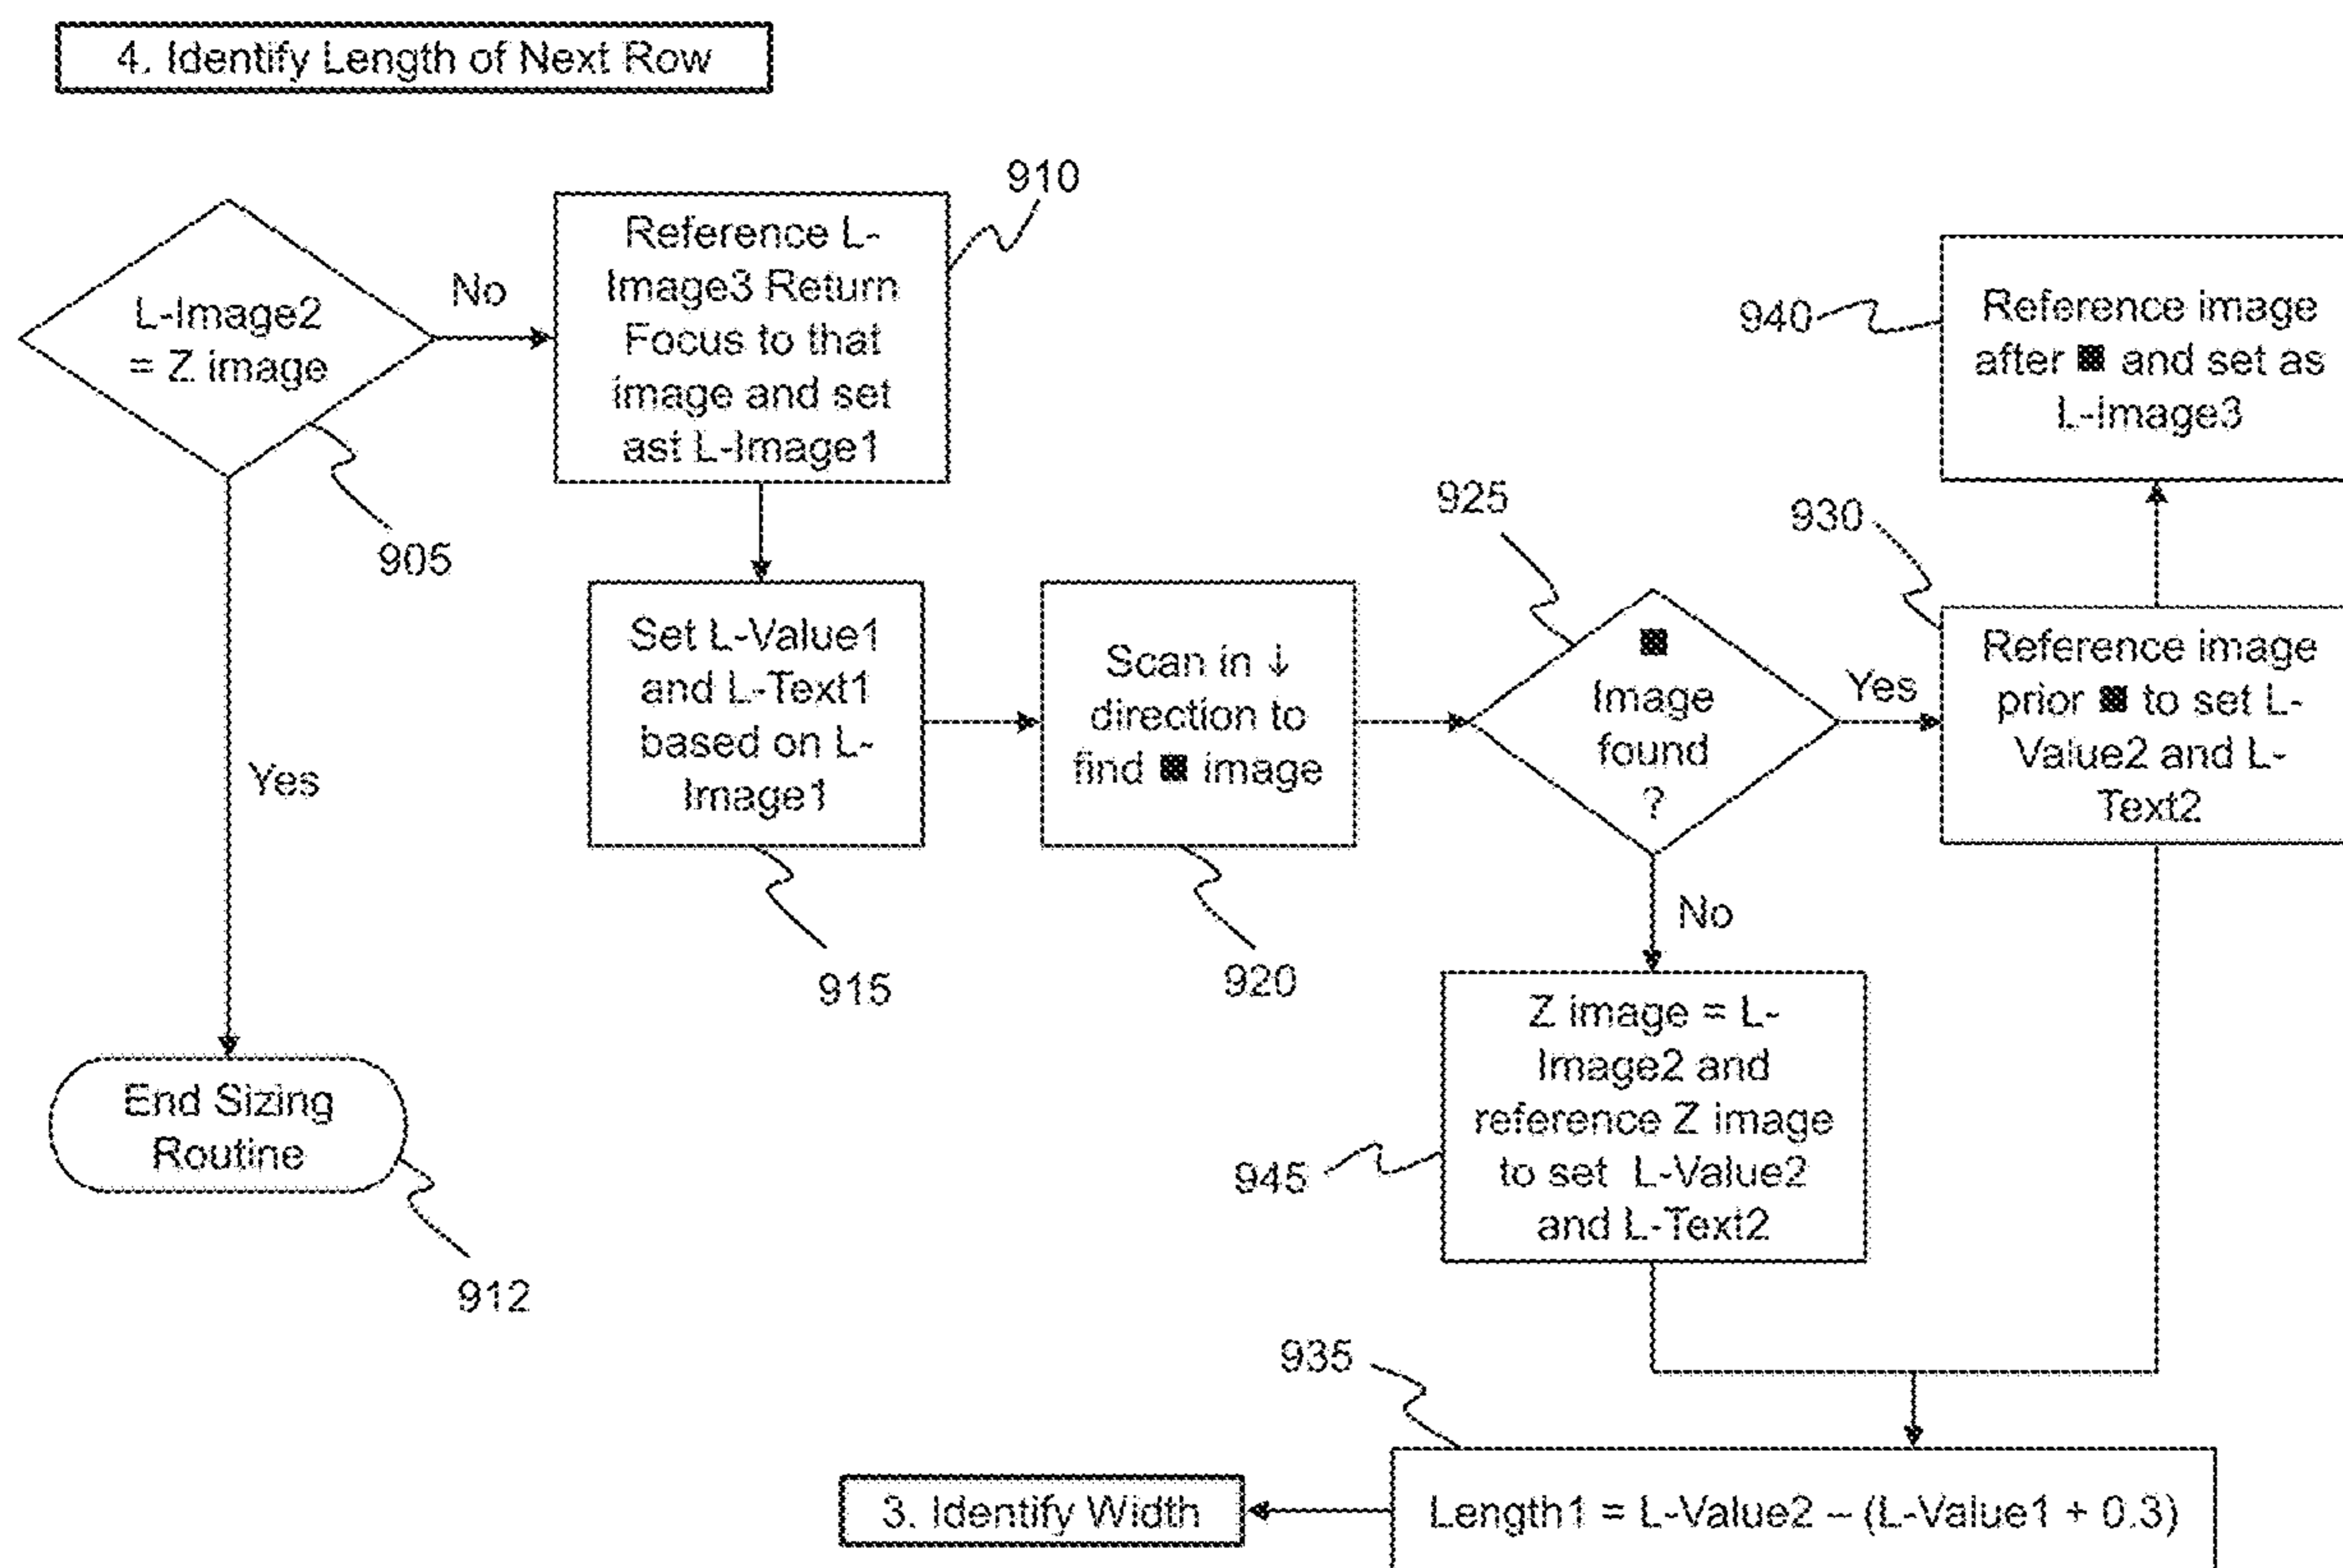 4. Identify Length of Next Row
L-Image2
= Z image
No
Yes
905
End Sizing
Routine
912
Reference L-
Image3 Return
Focus to that
image and set
ast L-Image1
910
Set L-Value1
and L-Text1
based on L-
Image1
915
Scan in ↓
direction to
find ■ image
920
925
■
Image
found
?
Yes
No
930
Reference image
prior ■ to set L-
Value2 and L-
Text2
940
Reference image
after ■ and set as
L-Image3
945
Z image = L-
Image2 and
reference Z image
to set L-Value2
and L-Text2
935
Length1 = L-Value2 – (L-Value1 + 0.3)
3. Identify Width